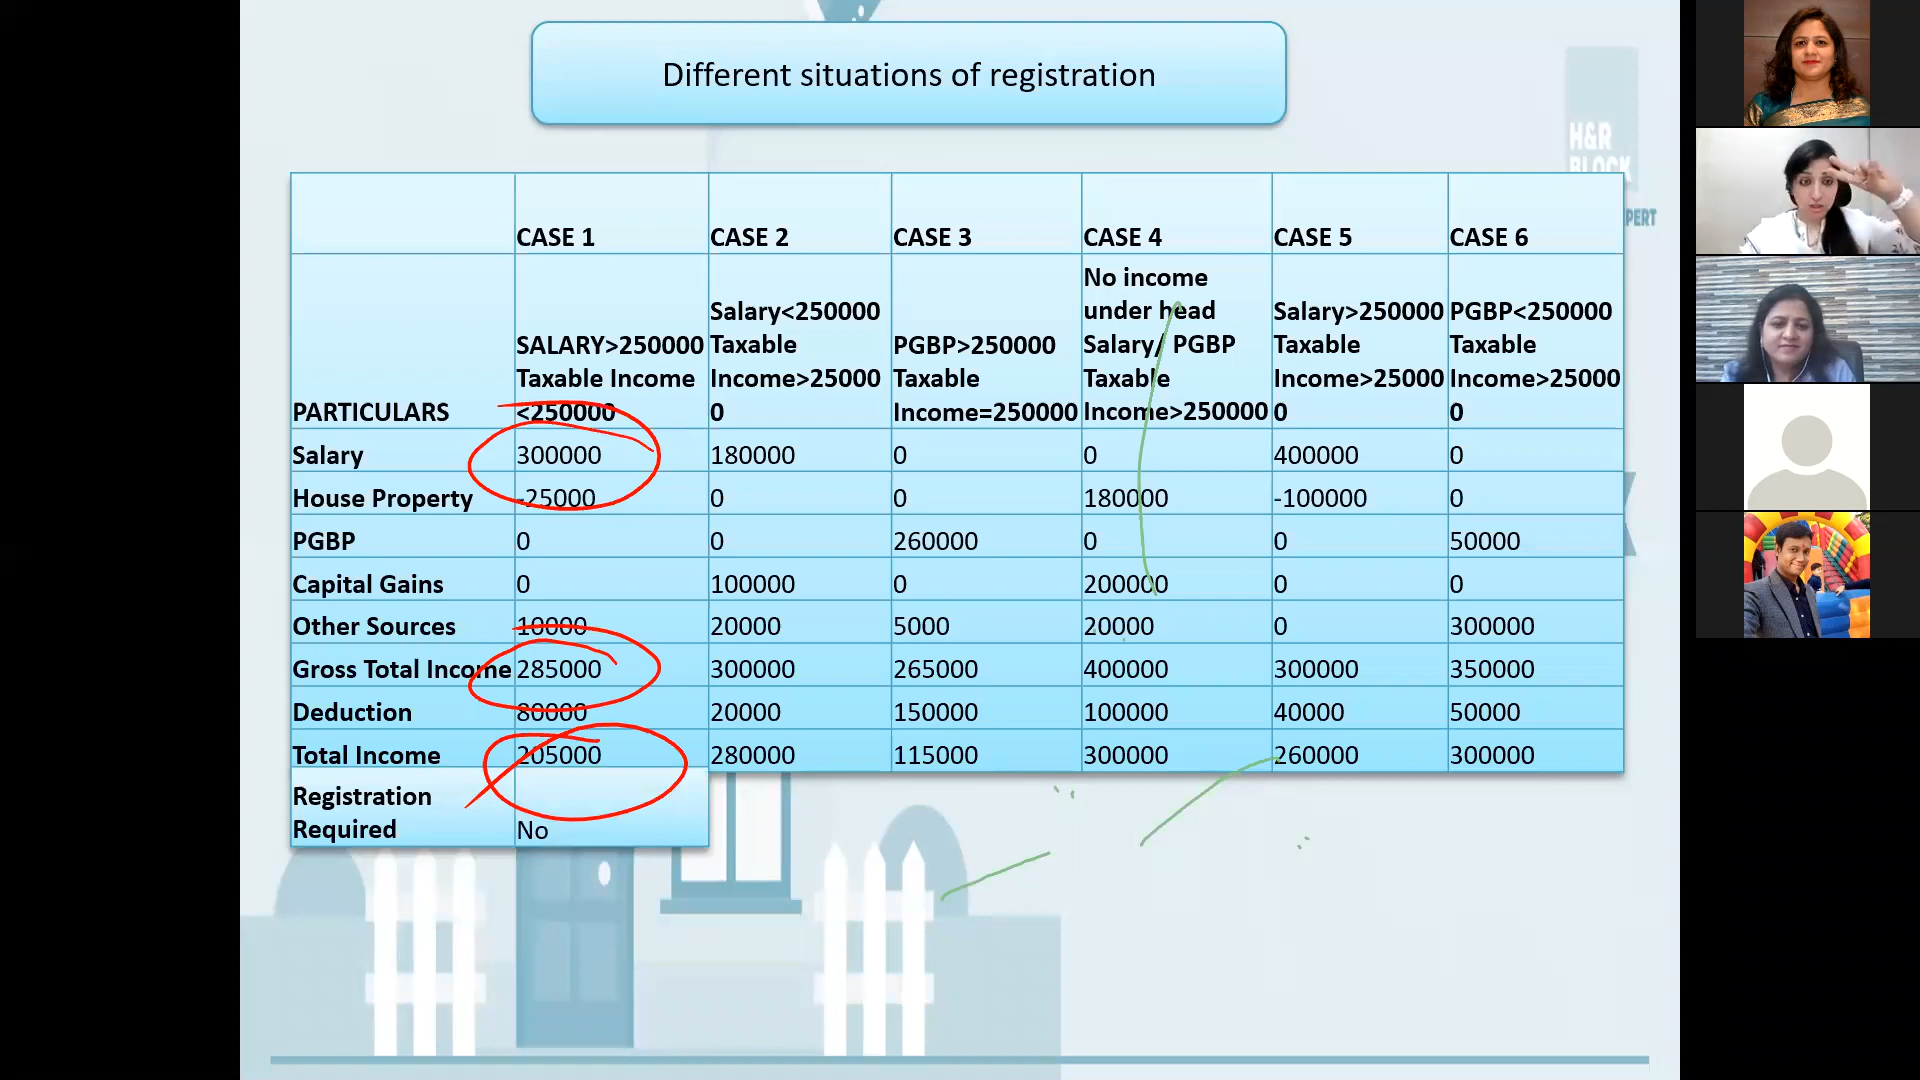 Different situations of registration
H&R
BLOCK
PERT
CASE 1 CASE 2 CASE 3 CASE 4 CASE 5 CASE 6
PARTICULARS
SALARY>250000
Taxable Income
<250000
Salary<250000
Taxable
Income>25000
0
PGBP>250000
Taxable
Income=250000
No income
under head
Salary/ PGBP
Taxable
Income>250000
Salary>250000
Taxable
Income>25000
0
PGBP<250000
Taxable
Income>25000
0
Salary 300000 180000 0 0 400000 0
House Property -25000 0 0 180000 -100000 0
PGBP 0 0 260000 0 0 50000
Capital Gains 0 100000 0 200000 0 0
Other Sources 10000 20000 5000 20000 0 300000
Gross Total Income 285000 300000 265000 400000 300000 350000
Deduction 80000 20000 150000 100000 40000 50000
Total Income 205000 280000 115000 300000 260000 300000
Registration
Required No